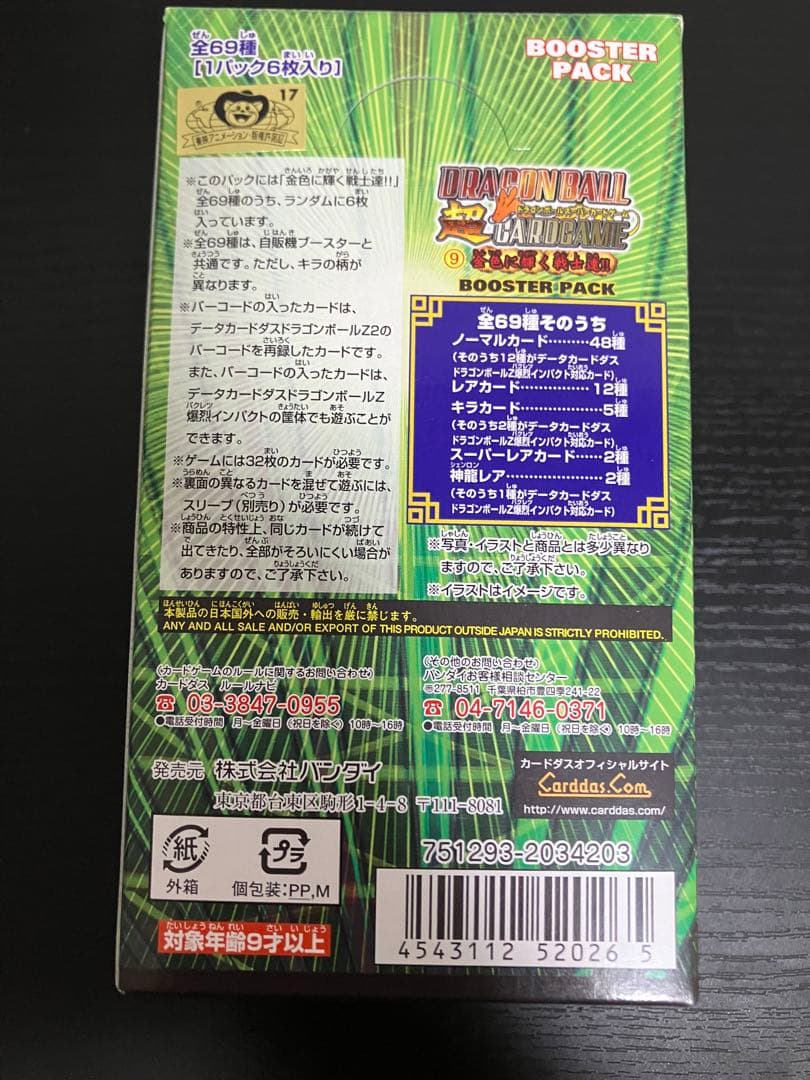 全69種
[1パック6枚入り]
BOOSTER
PACK
17
東映アニメーション・版権許諾証
※このパックには「金色に輝く戦士達!!」
全69種のうち、ランダムに6枚
入っています。
※全69種は、自販機ブースターと
共通です。ただし、キラの柄が
異なります。
※バーコードの入ったカードは、
データカードダスドラゴンボールZ2の
バーコードを再録したカードです。
また、バーコードの入ったカードは、
データカードダスドラゴンボールZ
爆烈インパクトの筐体でも遊ぶことが
できます。
※ゲームには32枚のカードが必要です。
※裏面の異なるカードを混ぜて遊ぶには、
スリーブ(別売り)が必要です。
※商品の特性上、同じカードが続けて
出てきたり、全部がそろいにくい場合が
ありますので、ご了承下さい。
DRAGONBALL
超 CARDGAME
⑨ 金色に輝く戦士達!!
BOOSTER PACK
全69種そのうち
ノーマルカード………48種
(そのうち12種がデータカードダス
ドラゴンボールZ爆烈インパクト対応カード)
レアカード………………12種
キラカード…………………5種
(そのうち2種がデータカードダス
ドラゴンボールZ爆烈インパクト対応カード)
スーパーレアカード……2種
神龍レア……………………2種
(そのうち1種がデータカードダス
ドラゴンボールZ爆烈インパクト対応カード)
※写真・イラストと商品とは多少異なり
ますので、ご了承下さい。
※イラストはイメージです。
本製品の日本国外への販売・輸出を厳に禁じます。
ANY AND ALL SALE AND/OR EXPORT OF THIS PRODUCT OUTSIDE JAPAN IS STRICTLY PROHIBITED.
〈カードゲームのルールに関するお問い合わせ〉
カードダス ルールナビ
☎ 03-3847-0955
●電話受付時間 月〜金曜日(祝日を除く)10時〜16時
〈その他のお問い合わせ〉
バンダイお客様相談センター
〒277-8511 千葉県柏市豊四季241-22
☎ 04-7146-0371
●電話受付時間 月〜金曜日(祝日を除く)10時〜16時
発売元 株式会社バンダイ
東京都台東区駒形1-4-8 〒111-8081
カードダスオフィシャルサイト
Carddas.Com
http://www.carddas.com/
紙
外箱
プラ
個包装:PP,M
対象年齢9才以上
751293-2034203
4543112 52026 5